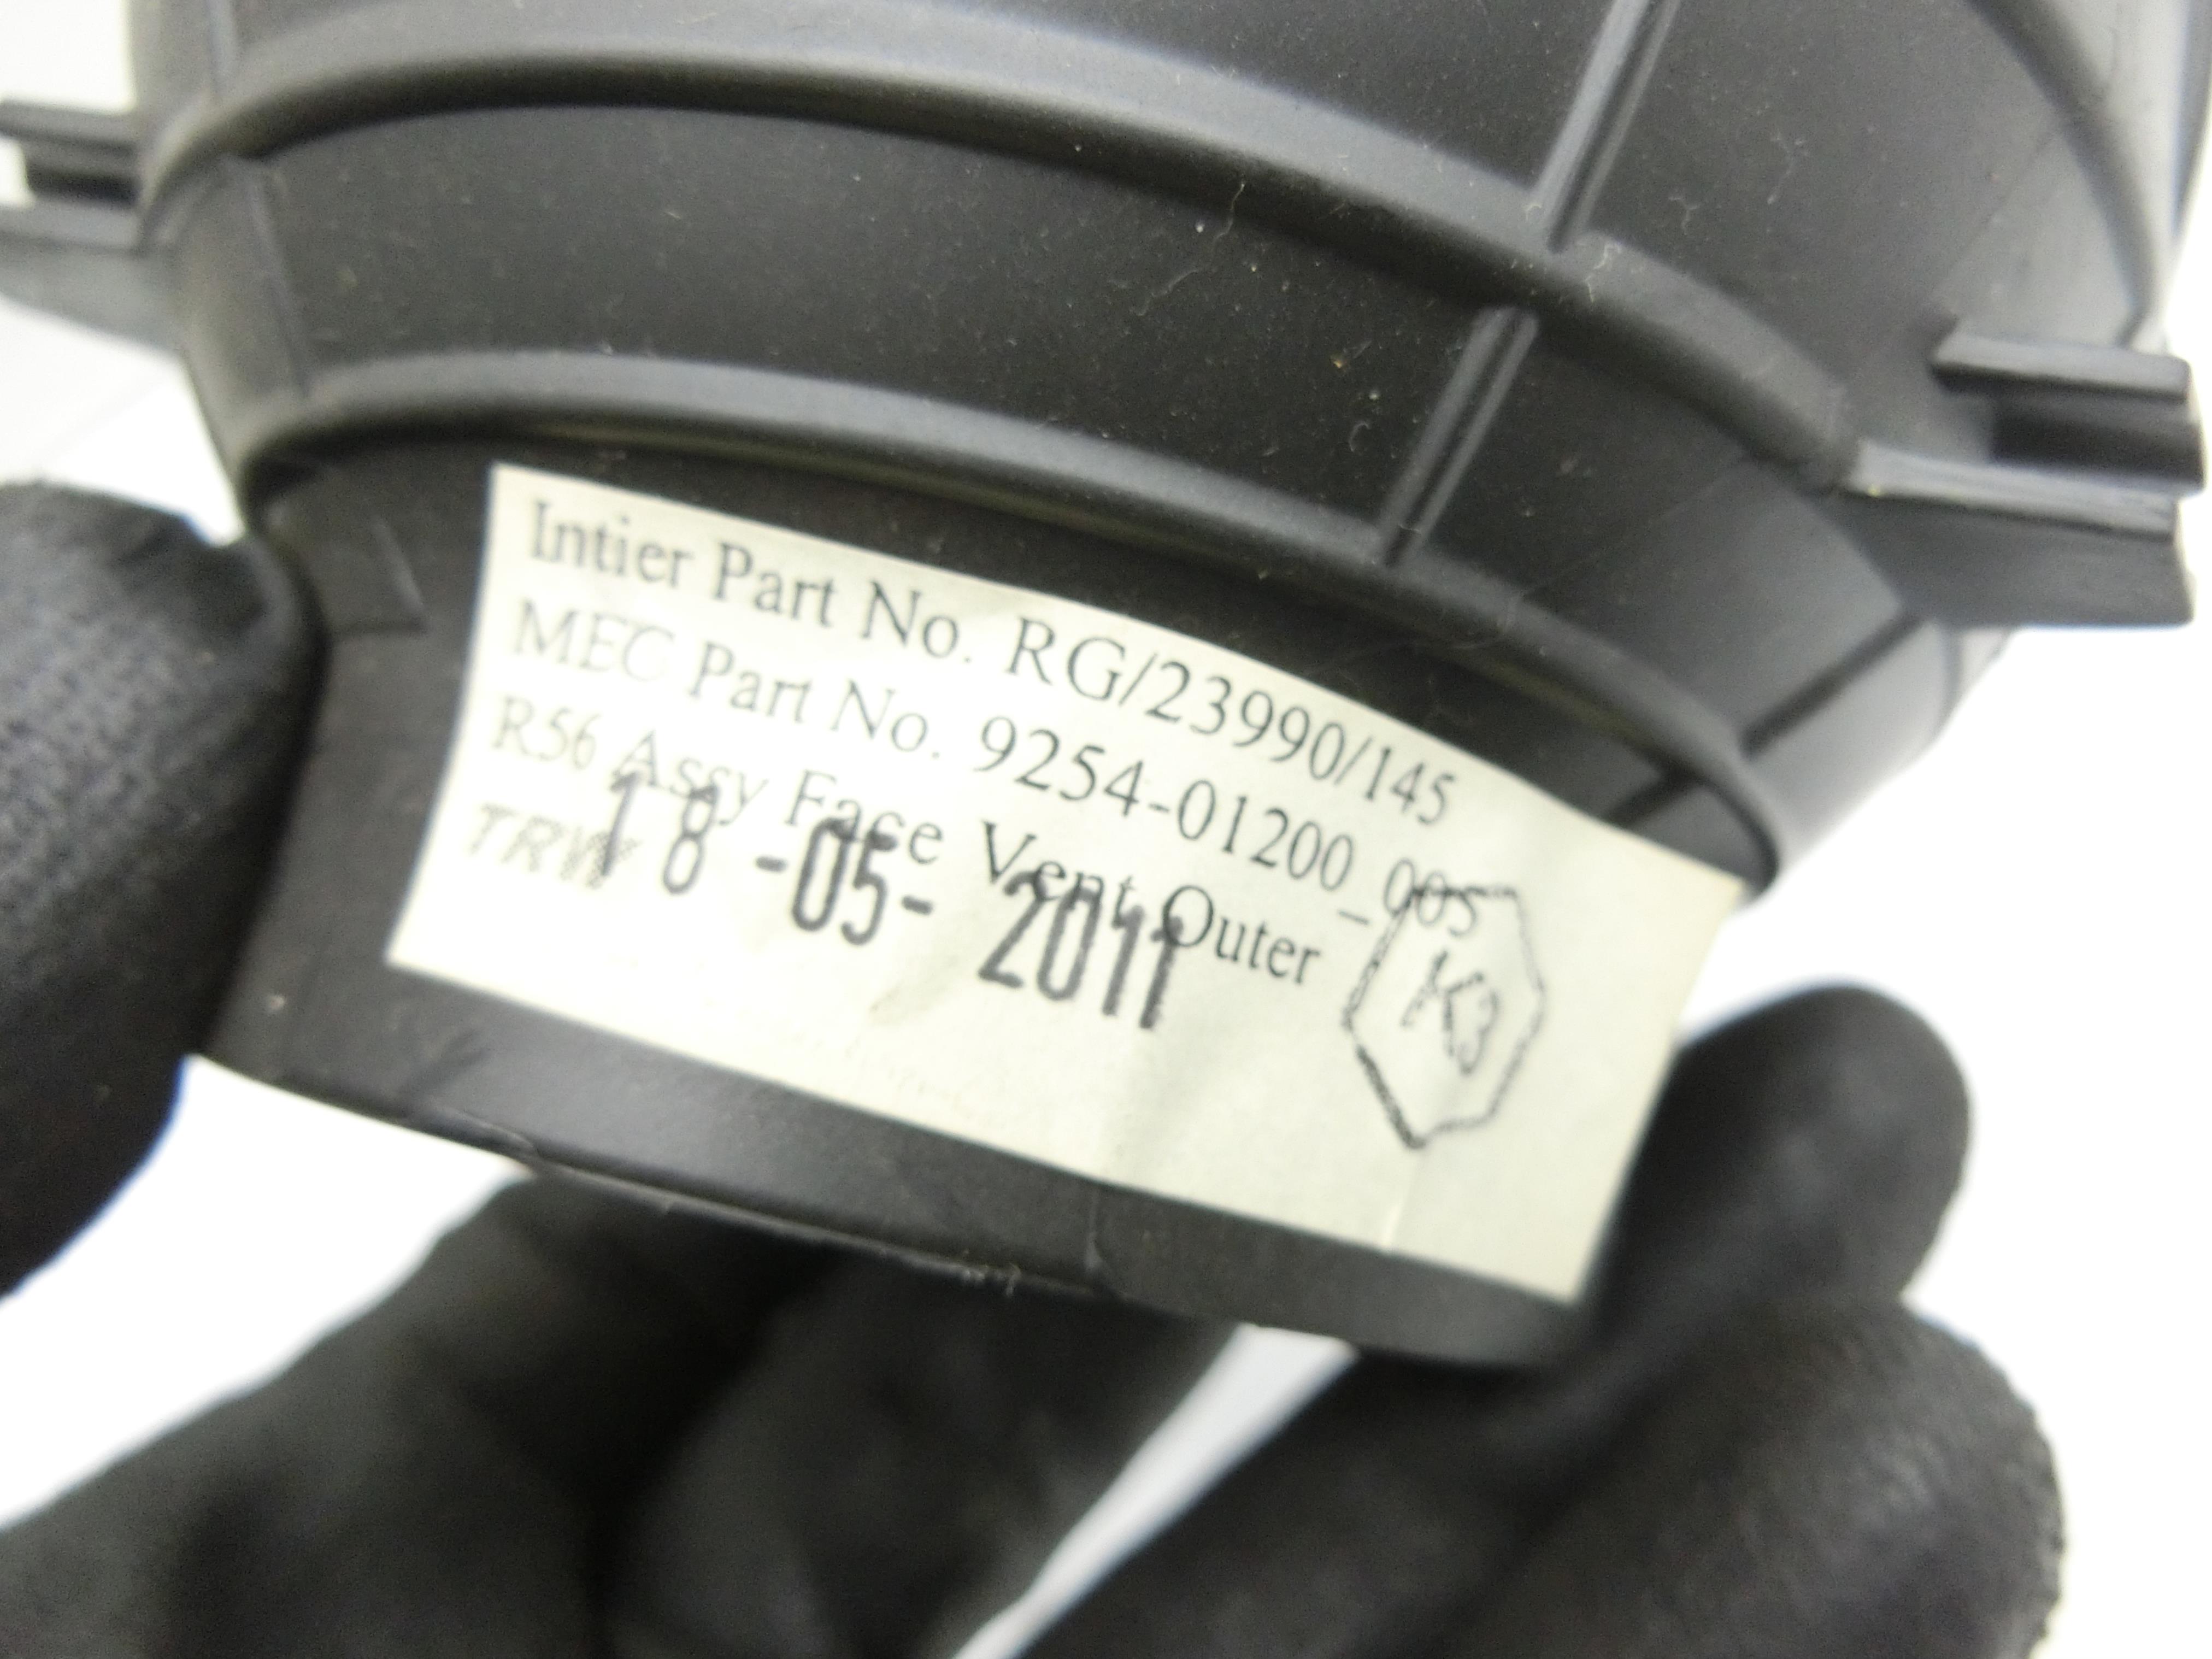 Intier Part No. RG/23990/145
MEC Part No. 9254-01200_005
R56 Assy Face Vent Outer
TRW
18-05-2011
K3